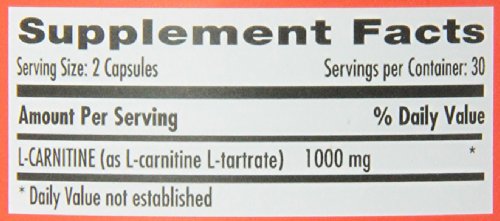 Supplement Facts
Serving Size: 2 Capsules Servings per Container: 30
Amount Per Serving % Daily Value
L-CARNITINE (as L-carnitine L-tartrate) 1000 mg *
* Daily Value not established